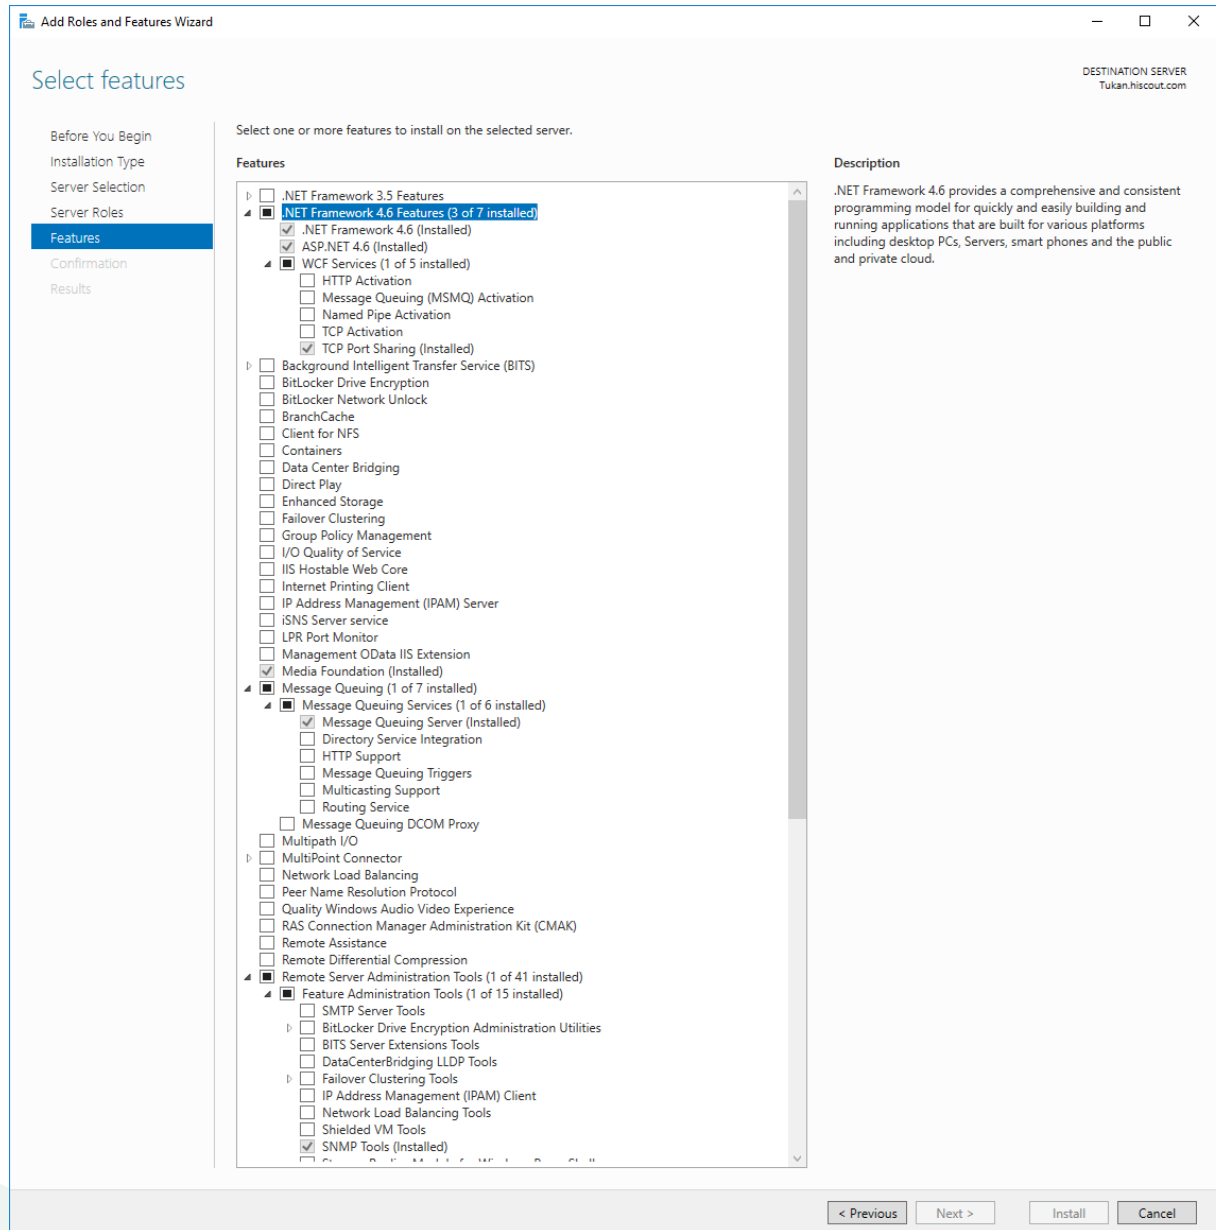 Add Roles and Features Wizard
Select features
DESTINATION SERVER
Tukan.hiscout.com
Before You Begin
Installation Type
Server Selection
Server Roles
Features
Confirmation
Results
Select one or more features to install on the selected server.
Features
.NET Framework 3.5 Features
.NET Framework 4.6 Features (3 of 7 installed)
.NET Framework 4.6 (Installed)
ASP.NET 4.6 (Installed)
WCF Services (1 of 5 installed)
HTTP Activation
Message Queuing (MSMQ) Activation
Named Pipe Activation
TCP Activation
TCP Port Sharing (Installed)
Background Intelligent Transfer Service (BITS)
BitLocker Drive Encryption
BitLocker Network Unlock
BranchCache
Client for NFS
Containers
Data Center Bridging
Direct Play
Enhanced Storage
Failover Clustering
Group Policy Management
I/O Quality of Service
IIS Hostable Web Core
Internet Printing Client
IP Address Management (IPAM) Server
iSNS Server service
LPR Port Monitor
Management OData IIS Extension
Media Foundation (Installed)
Message Queuing (1 of 7 installed)
Message Queuing Services (1 of 6 installed)
Message Queuing Server (Installed)
Directory Service Integration
HTTP Support
Message Queuing Triggers
Multicasting Support
Routing Service
Message Queuing DCOM Proxy
Multipath I/O
MultiPoint Connector
Network Load Balancing
Peer Name Resolution Protocol
Quality Windows Audio Video Experience
RAS Connection Manager Administration Kit (CMAK)
Remote Assistance
Remote Differential Compression
Remote Server Administration Tools (1 of 41 installed)
Feature Administration Tools (1 of 15 installed)
SMTP Server Tools
BitLocker Drive Encryption Administration Utilities
BITS Server Extensions Tools
DataCenterBridging LLDP Tools
Failover Clustering Tools
IP Address Management (IPAM) Client
Network Load Balancing Tools
Shielded VM Tools
SNMP Tools (Installed)
Description
.NET Framework 4.6 provides a comprehensive and consistent
programming model for quickly and easily building and
running applications that are built for various platforms
including desktop PCs, Servers, smart phones and the public
and private cloud.
< Previous
Next >
Install
Cancel